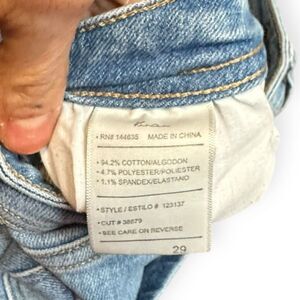 • RN# 144635 MADE IN CHINA
• 94.2% COTTON/ALGODON
• 4.7% POLYESTER/POLIESTER
• 1.1% SPANDEX/ELASTANO
• STYLE / ESTILO # 123137
• CUT # 38679
• SEE CARE ON REVERSE
29